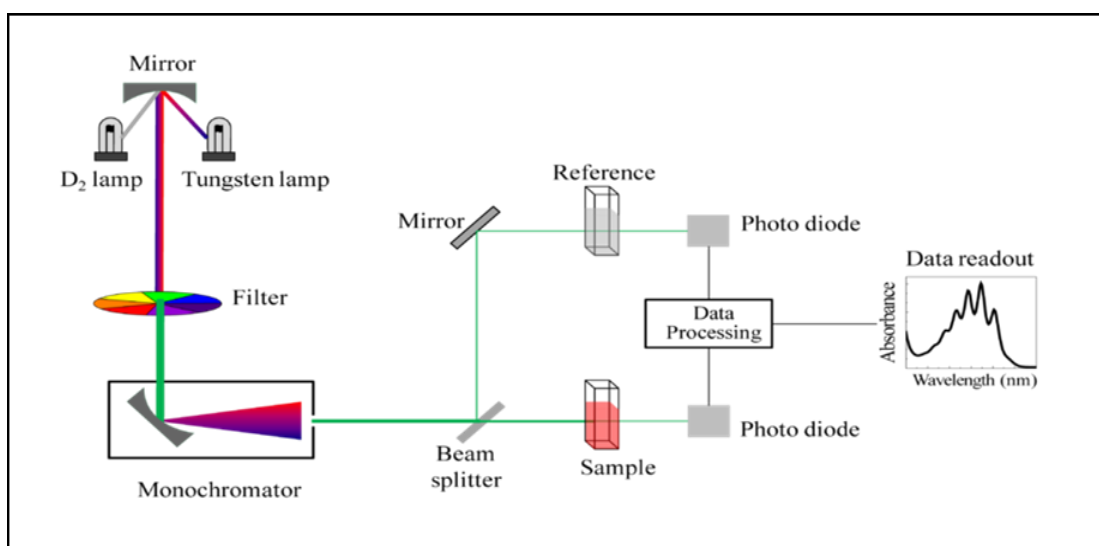 Mirror
D₂ lamp
Tungsten lamp
Filter
Monochromator
Mirror
Beam
splitter
Reference
Sample
Photo diode
Data
Processing
Photo diode
Data readout
Absorbance
Wavelength (nm)